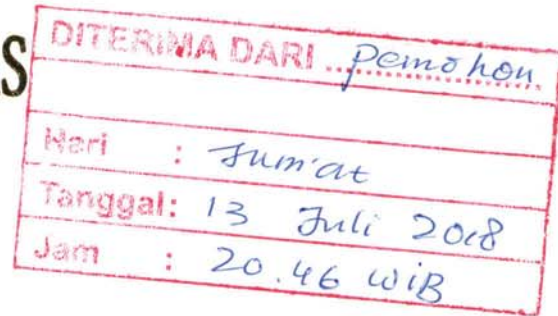 S
DITERIMA DARI Pemohon
Hari : Jum'at
Tanggal: 13 Juli 2018
Jam : 20.46 WIB